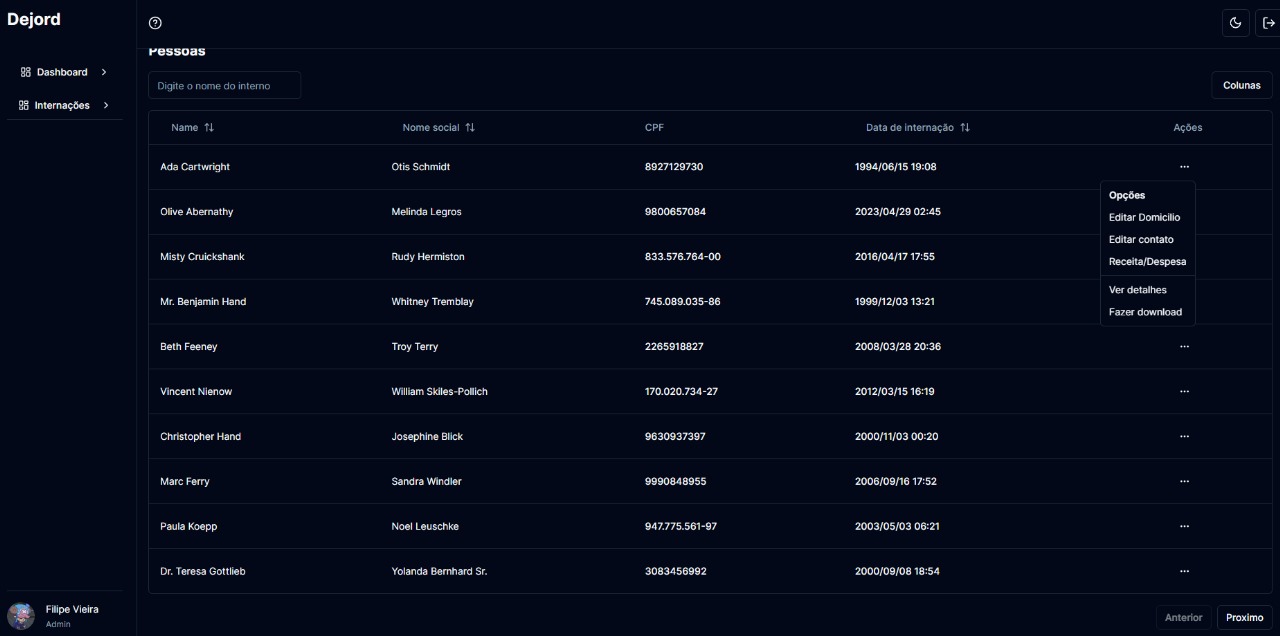 Dejord
Dashboard
Internações
Pessoas
Digite o nome do interno
Colunas
Name Nome social CPF Data de internação Ações
Ada Cartwright Otis Schmidt 8927129730 1994/06/15 19:08 ...
Opções
Editar Domicilio
Editar contato
Receita/Despesa
Ver detalhes
Fazer download
Olive Abernathy Melinda Legros 9800657084 2023/04/29 02:45
Misty Cruickshank Rudy Hermiston 833.576.764-00 2016/04/17 17:55
Mr. Benjamin Hand Whitney Tremblay 745.089.035-86 1999/12/03 13:21
Beth Feeney Troy Terry 2265918827 2008/03/28 20:36 ...
Vincent Nienow William Skiles-Pollich 170.020.734-27 2012/03/15 16:19 ...
Christopher Hand Josephine Blick 9630937397 2000/11/03 00:20 ...
Marc Ferry Sandra Windler 9990848955 2006/09/16 17:52 ...
Paula Koepp Noel Leuschke 947.775.561-97 2003/05/03 06:21 ...
Dr. Teresa Gottlieb Yolanda Bernhard Sr. 3083456992 2000/09/08 18:54 ...
Filipe Vieira
Admin
Anterior
Proximo